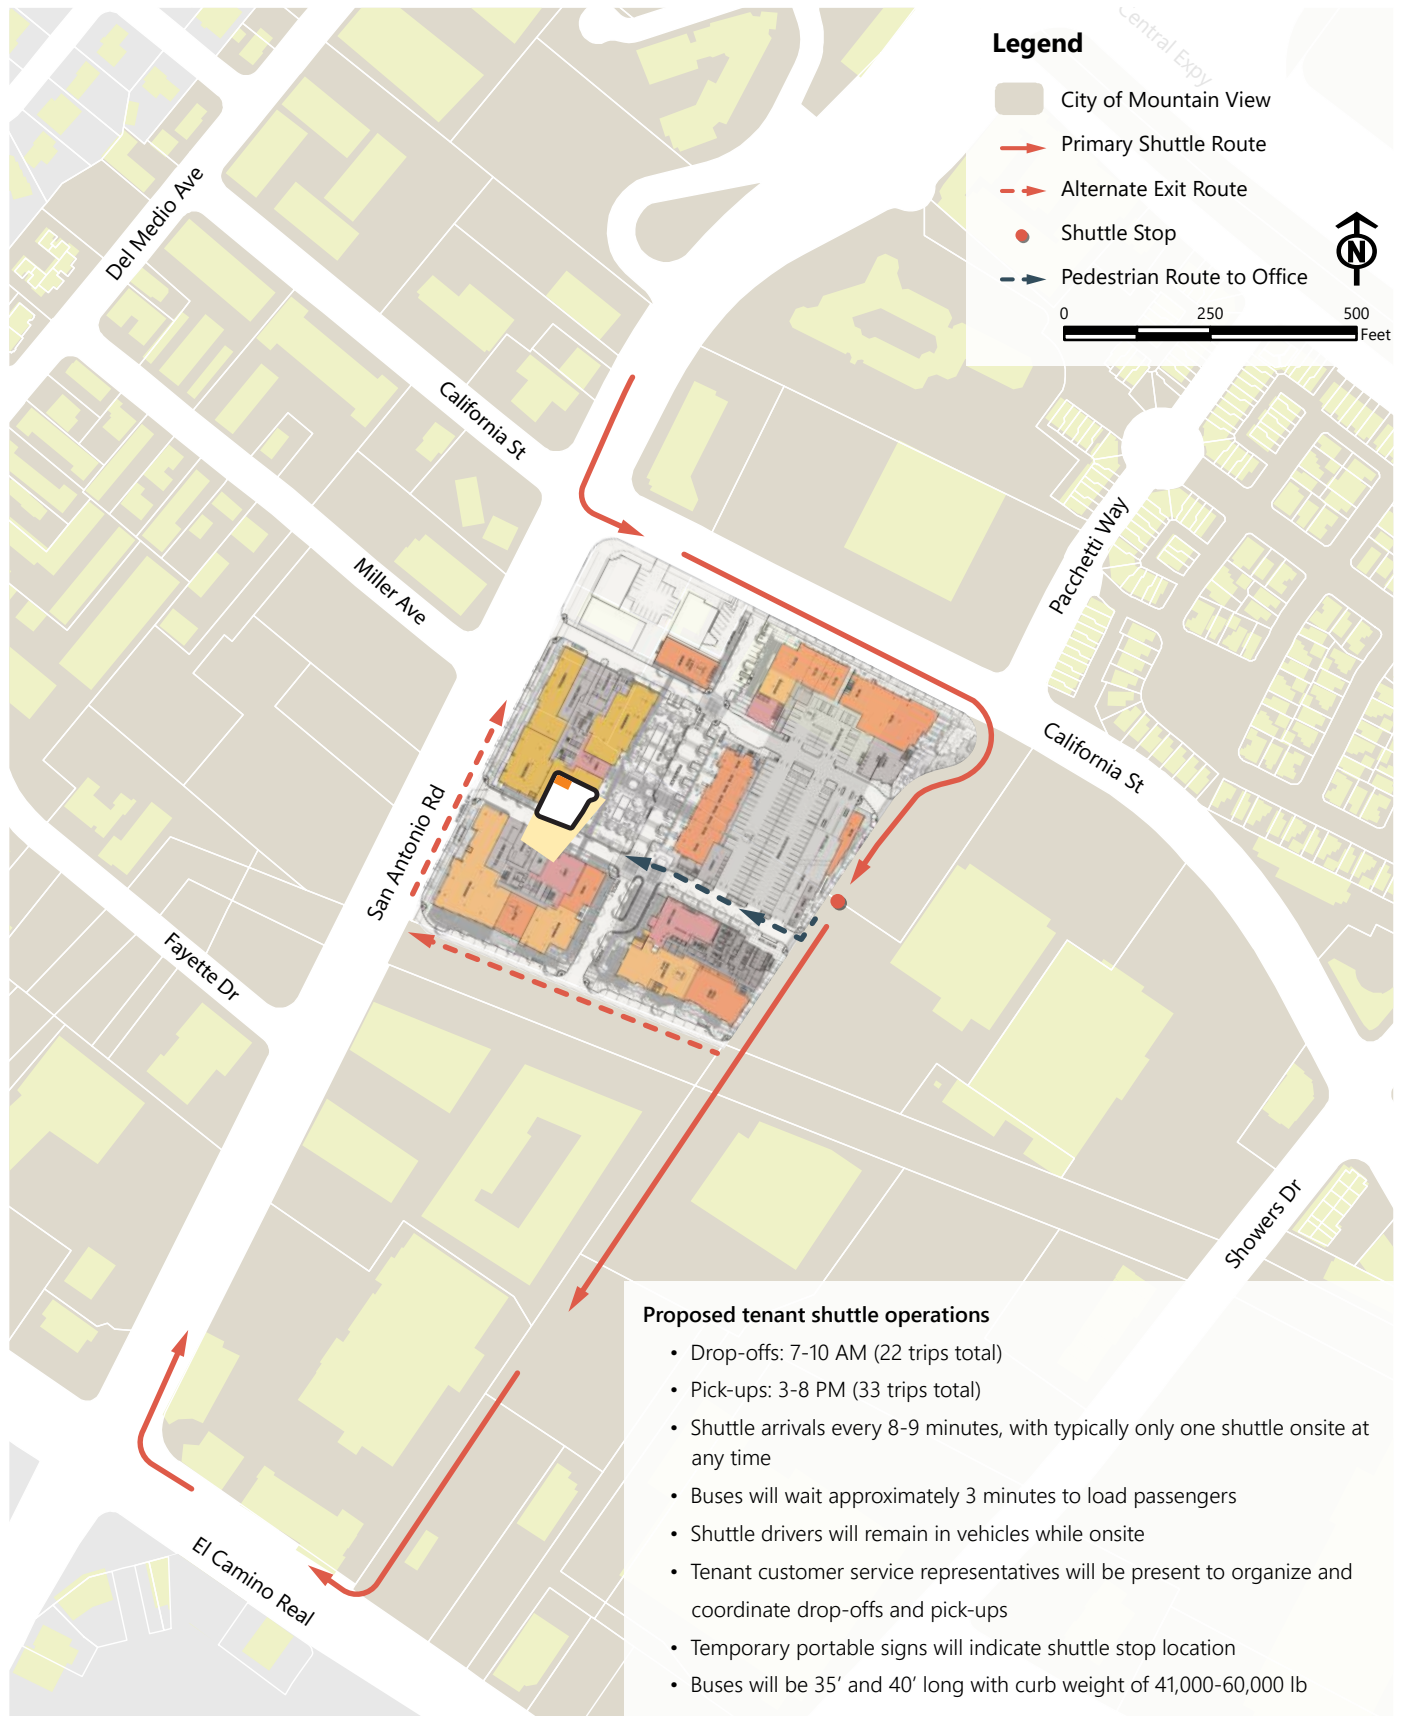 Central Expy
Legend
City of Mountain View
Primary Shuttle Route
Alternate Exit Route
Shuttle Stop
Pedestrian Route to Office
N
0 250 500
Feet
Del Medio Ave
California St
Miller Ave
Pacchetti Way
California St
San Antonio Rd
Fayette Dr
Showers Dr
El Camino Real
Proposed tenant shuttle operations
• Drop-offs: 7-10 AM (22 trips total)
• Pick-ups: 3-8 PM (33 trips total)
• Shuttle arrivals every 8-9 minutes, with typically only one shuttle onsite at
any time
• Buses will wait approximately 3 minutes to load passengers
• Shuttle drivers will remain in vehicles while onsite
• Tenant customer service representatives will be present to organize and
coordinate drop-offs and pick-ups
• Temporary portable signs will indicate shuttle stop location
• Buses will be 35’ and 40’ long with curb weight of 41,000-60,000 lb